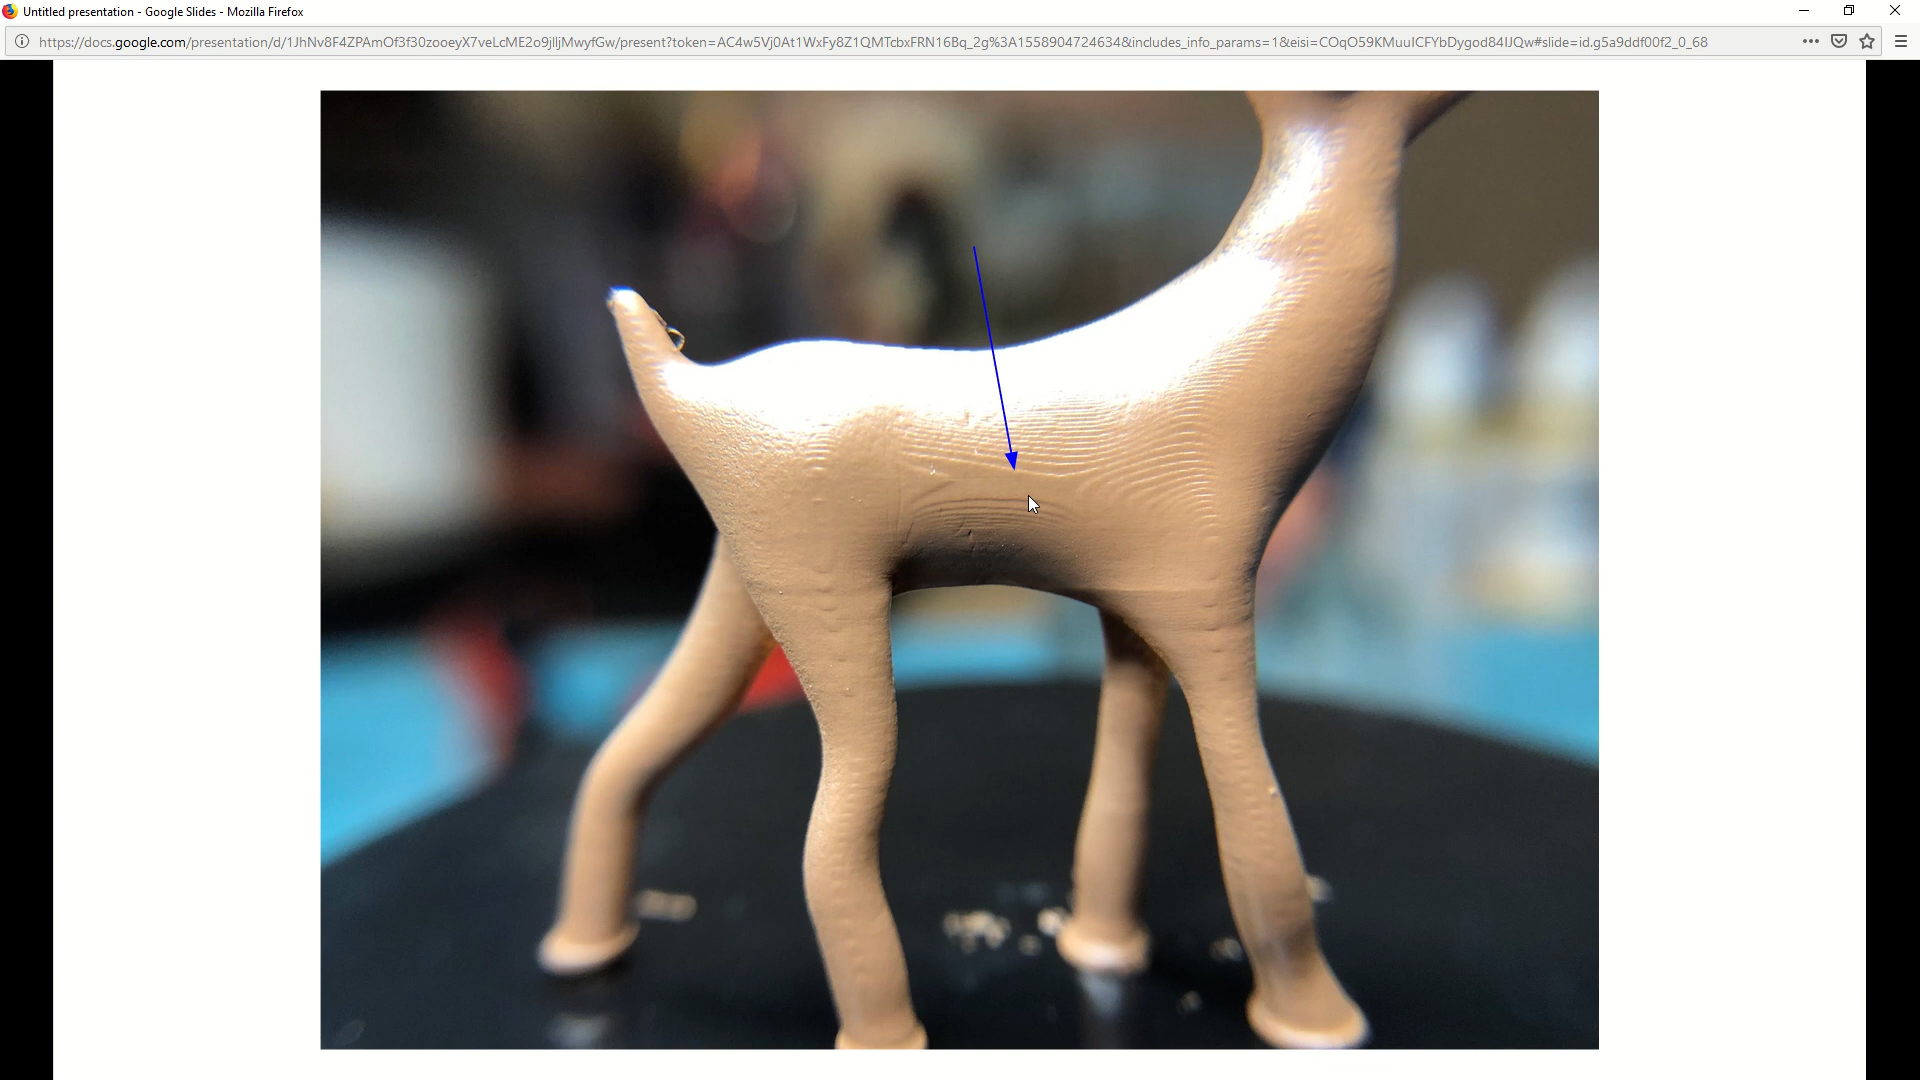 Untitled presentation - Google Slides - Mozilla Firefox
https://docs.google.com/presentation/d/1JhNv8F4ZPAmOf3f30zooeyX7veLcME2o9jIljMwyfGw/present?token=AC4w5Vj0At1WxFy8Z1QMTcbxFRN16Bq_2g%3A1558904724634&includes_info_params=1&eisi=COqO59KMuuICFYbDygod84IJQw#slide=id.g5a9ddf00f2_0_68